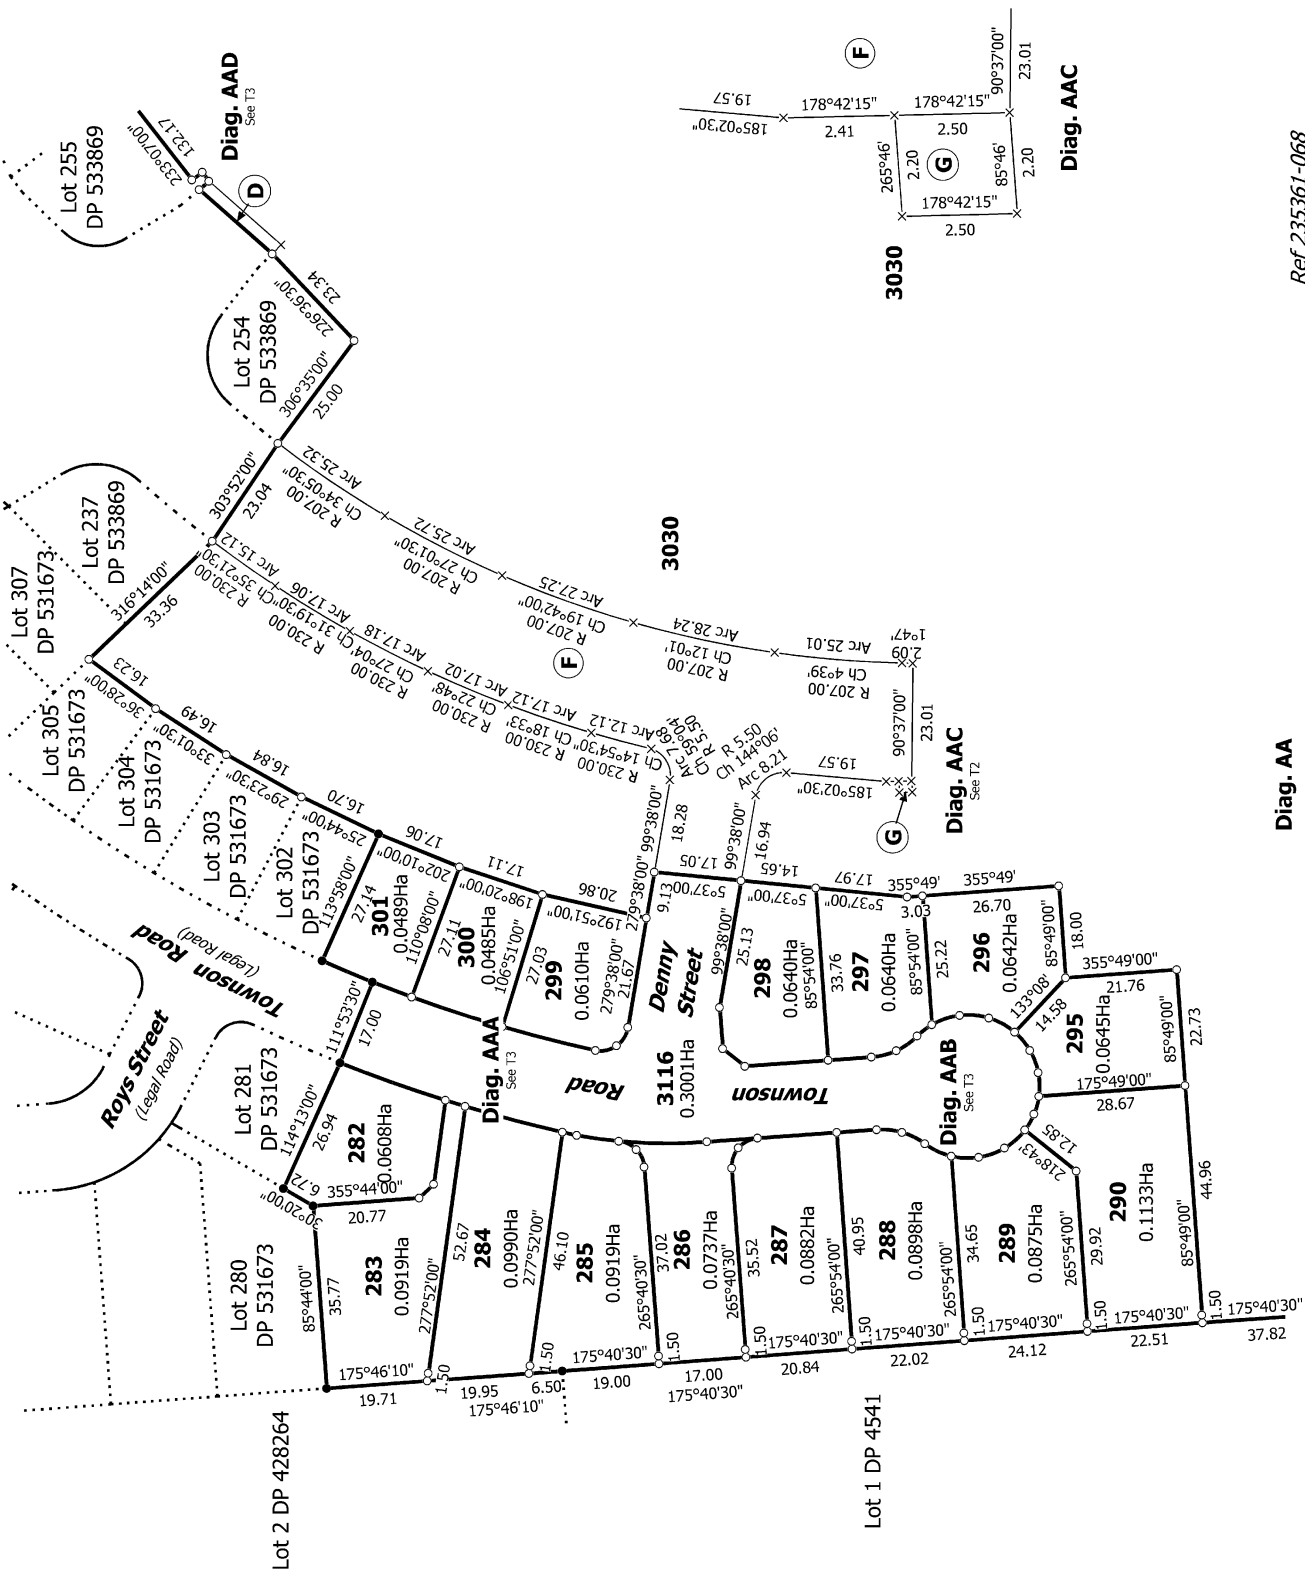 Lot 255
DP 533869
233°07'00"
132.17
Diag. AAD
See T3
D
Lot 254
DP 533869
226°36'30"
23.34
306°35'00"
25.00
303°52'00"
23.04
Lot 237
DP 533869
Lot 307
DP 531673
316°14'00"
33.36
Lot 305
DP 531673
36°28'00"
16.23
Lot 304
DP 531673
33°01'30"
16.49
Lot 303
DP 531673
29°23'30"
16.84
Lot 302
DP 531673
25°44'00"
16.70
Arc 25.32
Ch 34°05'30"
R 207.00
Arc 25.72
Ch 27°01'30"
R 207.00
Arc 27.25
Ch 19°42'00"
R 207.00
Arc 28.24
Ch 12°01'
R 207.00
Arc 25.01
Ch 4°39'
R 207.00
2.09
1°47'
Arc 15.12
Ch 35°21'30"
R 230.00
Arc 17.06
Ch 31°19'30"
R 230.00
Arc 17.18
Ch 27°04'
R 230.00
Arc 17.02
Ch 22°48'
R 230.00
Arc 17.12
Ch 18°33'
R 230.00
Arc 12.12
Ch 14°54'30"
R 230.00
Arc 7.68
Ch 59°04'
R 5.50
R 5.50
Ch 144°06'
Arc 8.21
F
3030
90°37'00"
23.01
19.57
185°02'30"
G
Diag. AAC
See T2
99°38'00"
18.28
99°38'00"
16.94
Townson Road
(Legal Road)
Roys Street
(Legal Road)
113°58'00"
27.14
301
0.0489Ha
202°10'00"
17.06
110°08'00"
27.11
300
0.0485Ha
198°20'00"
17.11
106°51'00"
27.03
299
0.0610Ha
192°51'00"
20.86
279°38'00"
21.67
279°38'00"
9.13
Denny
Street
5°37'00"
17.05
99°38'00"
25.13
298
0.0640Ha
5°37'00"
14.65
85°54'00"
33.76
297
0.0640Ha
5°37'00"
17.97
355°49'
3.03
85°54'00"
25.22
296
0.0642Ha
355°49'
26.70
85°49'00"
18.00
133°08'
14.58
355°49'00"
21.76
295
0.0645Ha
85°49'00"
22.73
175°49'00"
28.67
111°53'30"
17.00
Lot 281
DP 531673
114°13'00"
26.94
282
0.0608Ha
30°20'00"
6.72
355°44'00"
20.77
Diag. AAA
See T3
Road
3116
0.3001Ha
Townson
Diag. AAB
See T3
Lot 280
DP 531673
85°44'00"
35.77
283
0.0919Ha
277°52'00"
52.67
284
0.0990Ha
277°52'00"
46.10
285
0.0919Ha
265°40'30"
37.02
286
0.0737Ha
265°40'30"
35.52
287
0.0882Ha
265°54'00"
40.95
288
0.0898Ha
265°54'00"
34.65
289
0.0875Ha
265°54'00"
29.92
218°43'
12.85
290
0.1133Ha
85°49'00"
44.96
175°46'10"
19.71
1.50
19.95
175°46'10"
1.50
6.50
175°40'30"
19.00
1.50
17.00
175°40'30"
1.50
175°40'30"
20.84
1.50
175°40'30"
22.02
1.50
175°40'30"
24.12
1.50
175°40'30"
22.51
1.50
175°40'30"
37.82
Lot 2 DP 428264
Lot 1 DP 4541
19.57
185°02'30"
178°42'15"
2.41
F
178°42'15"
2.50
90°37'00"
23.01
265°46'
2.20
G
85°46'
2.20
178°42'15"
2.50
3030
Diag. AAC
Diag. AA
Ref 235361-068